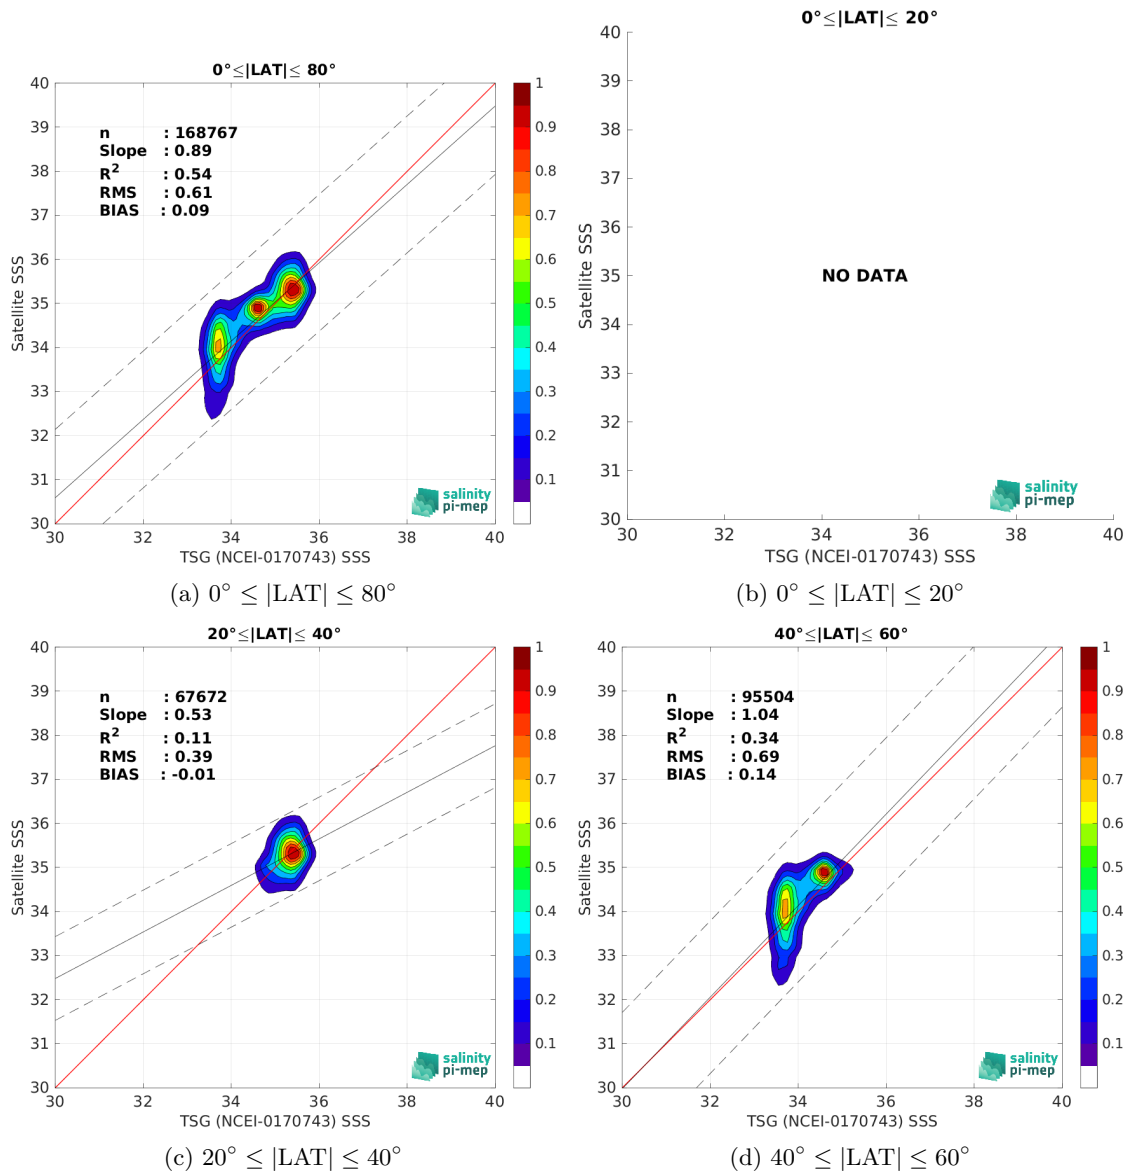 0°≤|LAT|≤ 80°
40
39
38
37
36
35
34
33
32
31
30
Satellite SSS
n : 168767
Slope : 0.89
R² : 0.54
RMS : 0.61
BIAS : 0.09
salinity
pi-mep
30 32 34 36 38 40
TSG (NCEI-0170743) SSS
1
0.9
0.8
0.7
0.6
0.5
0.4
0.3
0.2
0.1
(a) 0° ≤ |LAT| ≤ 80°
0°≤|LAT|≤ 20°
40
39
38
37
36
35
34
33
32
31
30
Satellite SSS
NO DATA
salinity
pi-mep
30 32 34 36 38 40
TSG (NCEI-0170743) SSS
(b) 0° ≤ |LAT| ≤ 20°
20°≤|LAT|≤ 40°
40
39
38
37
36
35
34
33
32
31
30
Satellite SSS
n : 67672
Slope : 0.53
R² : 0.11
RMS : 0.39
BIAS : -0.01
salinity
pi-mep
30 32 34 36 38 40
TSG (NCEI-0170743) SSS
1
0.9
0.8
0.7
0.6
0.5
0.4
0.3
0.2
0.1
(c) 20° ≤ |LAT| ≤ 40°
40°≤|LAT|≤ 60°
40
39
38
37
36
35
34
33
32
31
30
Satellite SSS
n : 95504
Slope : 1.04
R² : 0.34
RMS : 0.69
BIAS : 0.14
salinity
pi-mep
30 32 34 36 38 40
TSG (NCEI-0170743) SSS
1
0.9
0.8
0.7
0.6
0.5
0.4
0.3
0.2
0.1
(d) 40° ≤ |LAT| ≤ 60°